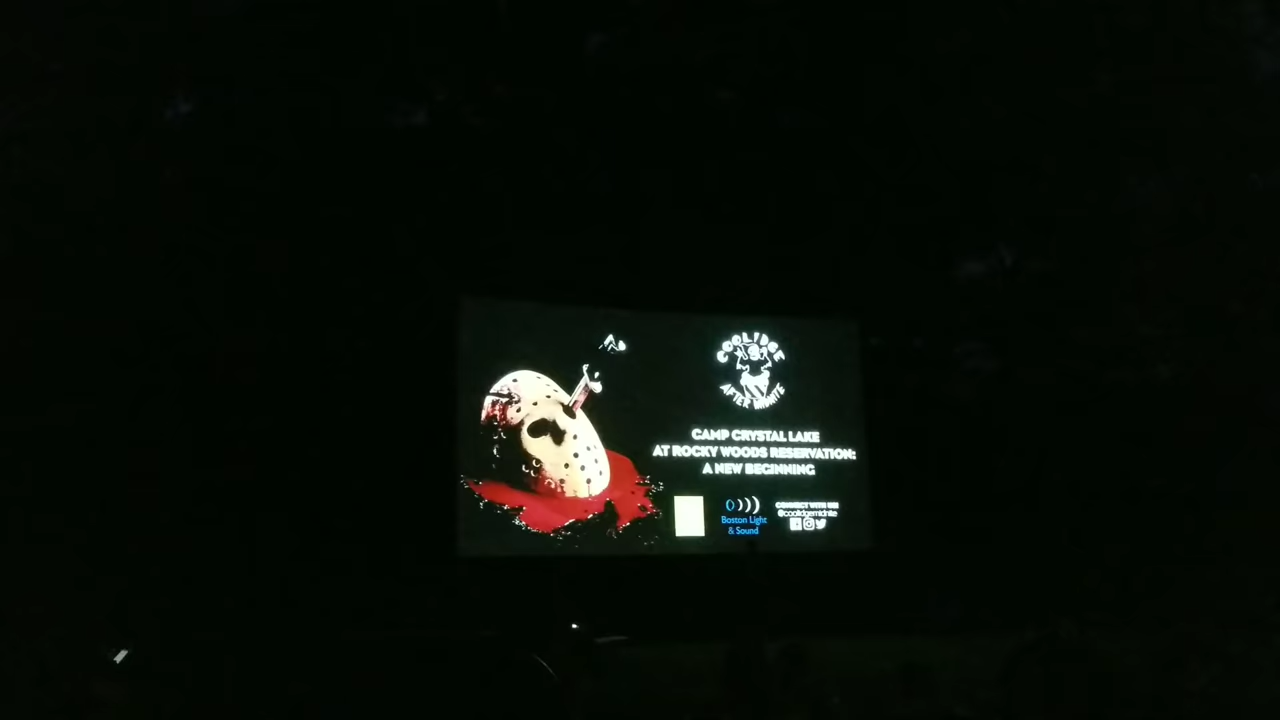 COOLIDGE
AFTER MIDNITE
CAMP CRYSTAL LAKE
AT ROCKY WOODS RESERVATION:
A NEW BEGINNING
Boston Light
& Sound
CONNECT WITH US!
@coolidgemidnite